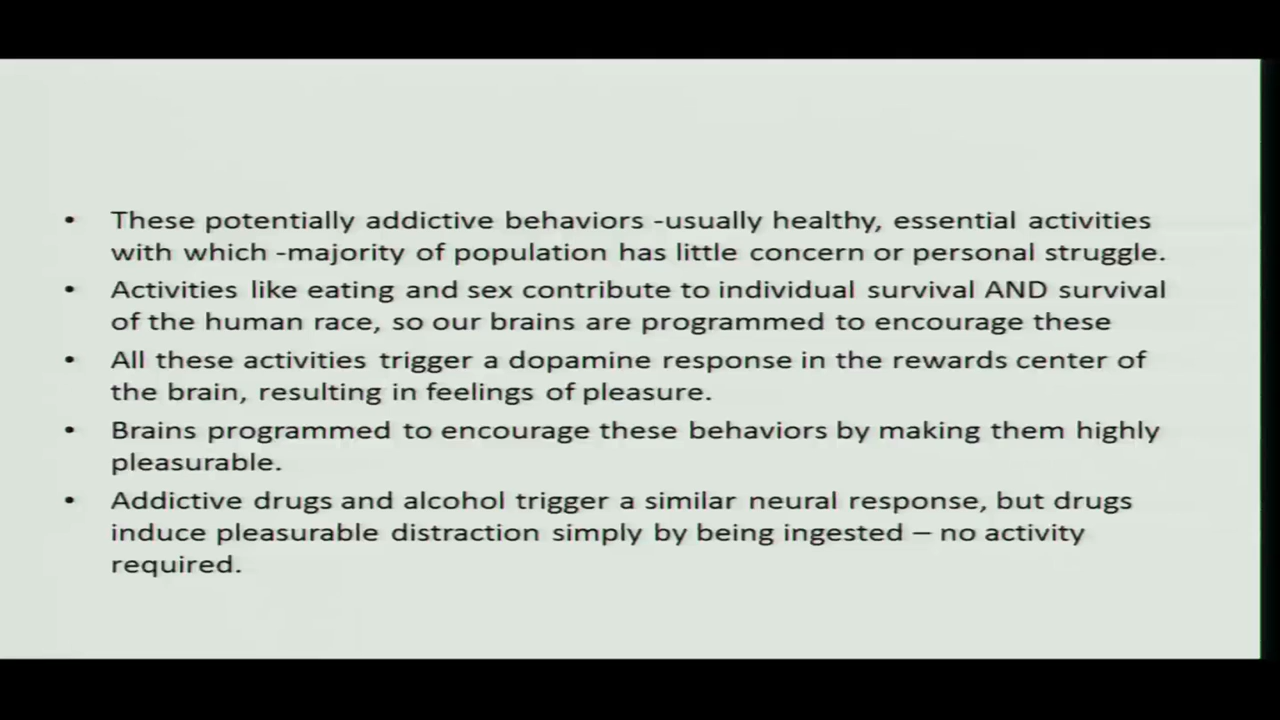 • These potentially addictive behaviors -usually healthy, essential activities
with which -majority of population has little concern or personal struggle.
• Activities like eating and sex contribute to individual survival AND survival
of the human race, so our brains are programmed to encourage these
• All these activities trigger a dopamine response in the rewards center of
the brain, resulting in feelings of pleasure.
• Brains programmed to encourage these behaviors by making them highly
pleasurable.
• Addictive drugs and alcohol trigger a similar neural response, but drugs
induce pleasurable distraction simply by being ingested – no activity
required.